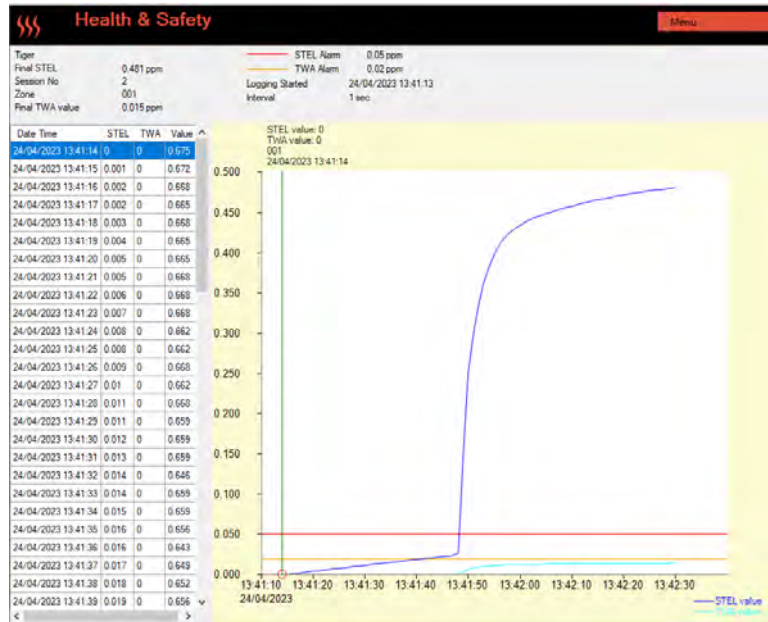 Health & Safety
Menu
Tiger
Final STEL 0.481 ppm
Session No 2
Zone 001
Final TWA value 0.015 ppm
STEL Alarm 0.05 ppm
TWA Alarm 0.02 ppm
Logging Started 24/04/2023 13:41:13
Interval 1 sec
Date Time STEL TWA Value
24/04/2023 13:41:14 0 0 0.675
24/04/2023 13:41:15 0.001 0 0.672
24/04/2023 13:41:16 0.002 0 0.668
24/04/2023 13:41:17 0.002 0 0.665
24/04/2023 13:41:18 0.003 0 0.668
24/04/2023 13:41:19 0.004 0 0.665
24/04/2023 13:41:20 0.005 0 0.665
24/04/2023 13:41:21 0.005 0 0.668
24/04/2023 13:41:22 0.006 0 0.668
24/04/2023 13:41:23 0.007 0 0.668
24/04/2023 13:41:24 0.008 0 0.662
24/04/2023 13:41:25 0.008 0 0.662
24/04/2023 13:41:26 0.009 0 0.668
24/04/2023 13:41:27 0.01 0 0.662
24/04/2023 13:41:28 0.011 0 0.668
24/04/2023 13:41:29 0.011 0 0.659
24/04/2023 13:41:30 0.012 0 0.659
24/04/2023 13:41:31 0.013 0 0.659
24/04/2023 13:41:32 0.014 0 0.646
24/04/2023 13:41:33 0.014 0 0.659
24/04/2023 13:41:34 0.015 0 0.659
24/04/2023 13:41:35 0.016 0 0.656
24/04/2023 13:41:36 0.016 0 0.643
24/04/2023 13:41:37 0.017 0 0.649
24/04/2023 13:41:38 0.018 0 0.652
24/04/2023 13:41:39 0.019 0 0.656
STEL value: 0
TWA value: 0
001
24/04/2023 13:41:14
0.500
0.450
0.400
0.350
0.300
0.250
0.200
0.150
0.100
0.050
0.000
13:41:10 13:41:20 13:41:30 13:41:40 13:41:50 13:42:00 13:42:10 13:42:20 13:42:30
24/04/2023
STEL value
TWA value